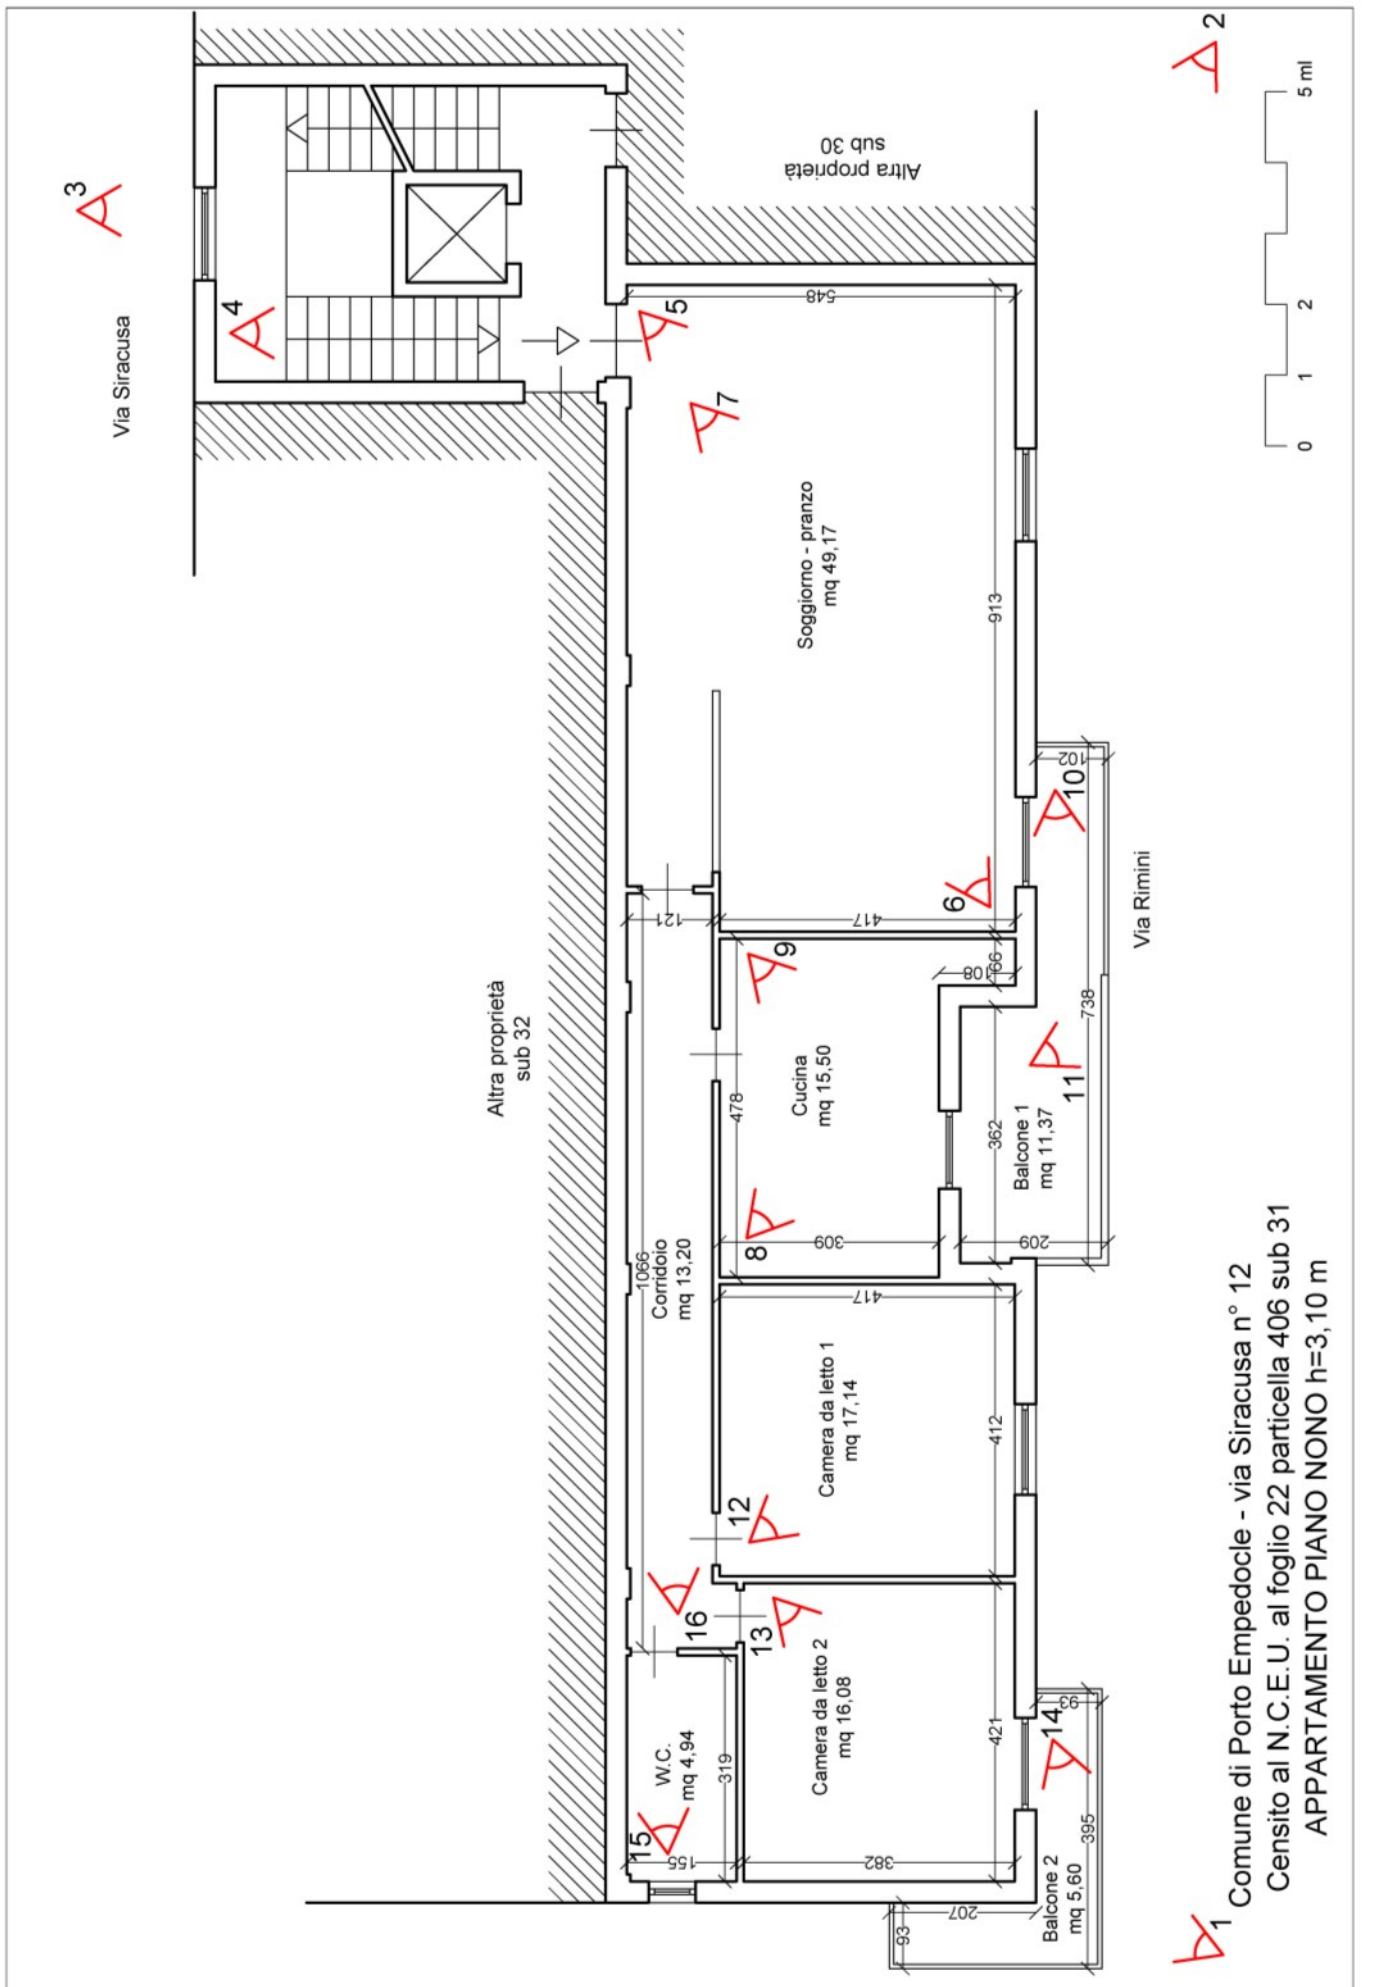 Via Siracusa
3
4
2
Altra proprietà
sub 30
5
7
548
Soggiorno - pranzo
mq 49,17
913
6
417
121
102
10
Via Rimini
738
Altra proprietà
sub 32
9
478
Cucina
mq 15,50
108
66
8
309
11
362
Balcone 1
mq 11,37
209
1066
Corridoio
mq 13,20
417
Camera da letto 1
mq 17,14
412
12
16
13
Camera da letto 2
mq 16,08
421
382
W.C.
mq 4,94
319
15
155
14
93
395
Balcone 2
mq 5,60
207
93
1
0
1
2
5 ml
Comune di Porto Empedocle - via Siracusa n° 12
Censito al N.C.E.U. al foglio 22 particella 406 sub 31
APPARTAMENTO PIANO NONO h=3,10 m